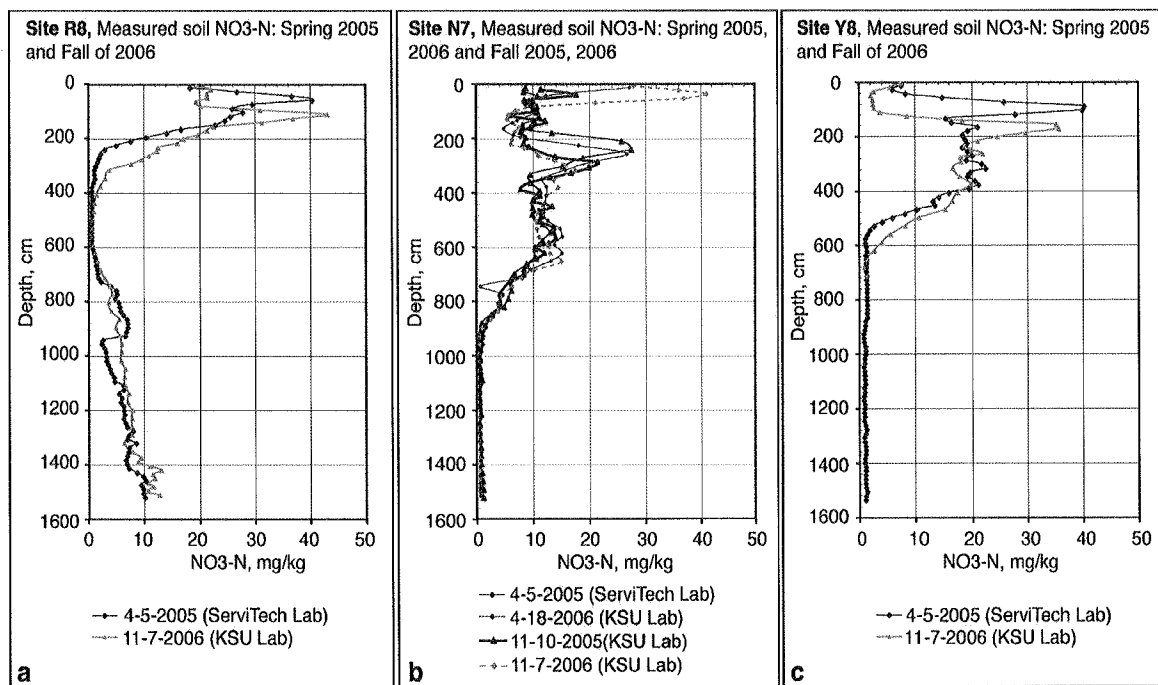 Site R8, Measured soil NO3-N: Spring 2005
and Fall of 2006
0
200
400
600
800
1000
1200
1400
1600
Depth, cm
0 10 20 30 40 50
NO3-N, mg/kg
4-5-2005 (ServiTech Lab)
11-7-2006 (KSU Lab)
a
Site N7, Measured soil NO3-N: Spring 2005,
2006 and Fall 2005, 2006
0
200
400
600
800
1000
1200
1400
1600
Depth, cm
0 10 20 30 40 50
NO3-N, mg/kg
4-5-2005 (ServiTech Lab)
4-18-2006 (KSU Lab)
11-10-2005(KSU Lab)
11-7-2006 (KSU Lab)
b
Site Y8, Measured soil NO3-N: Spring 2005
and Fall of 2006
0
200
400
600
800
1000
1200
1400
1600
Depth, cm
0 10 20 30 40 50
NO3-N, mg/kg
4-5-2005 (ServiTech Lab)
11-7-2006 (KSU Lab)
c